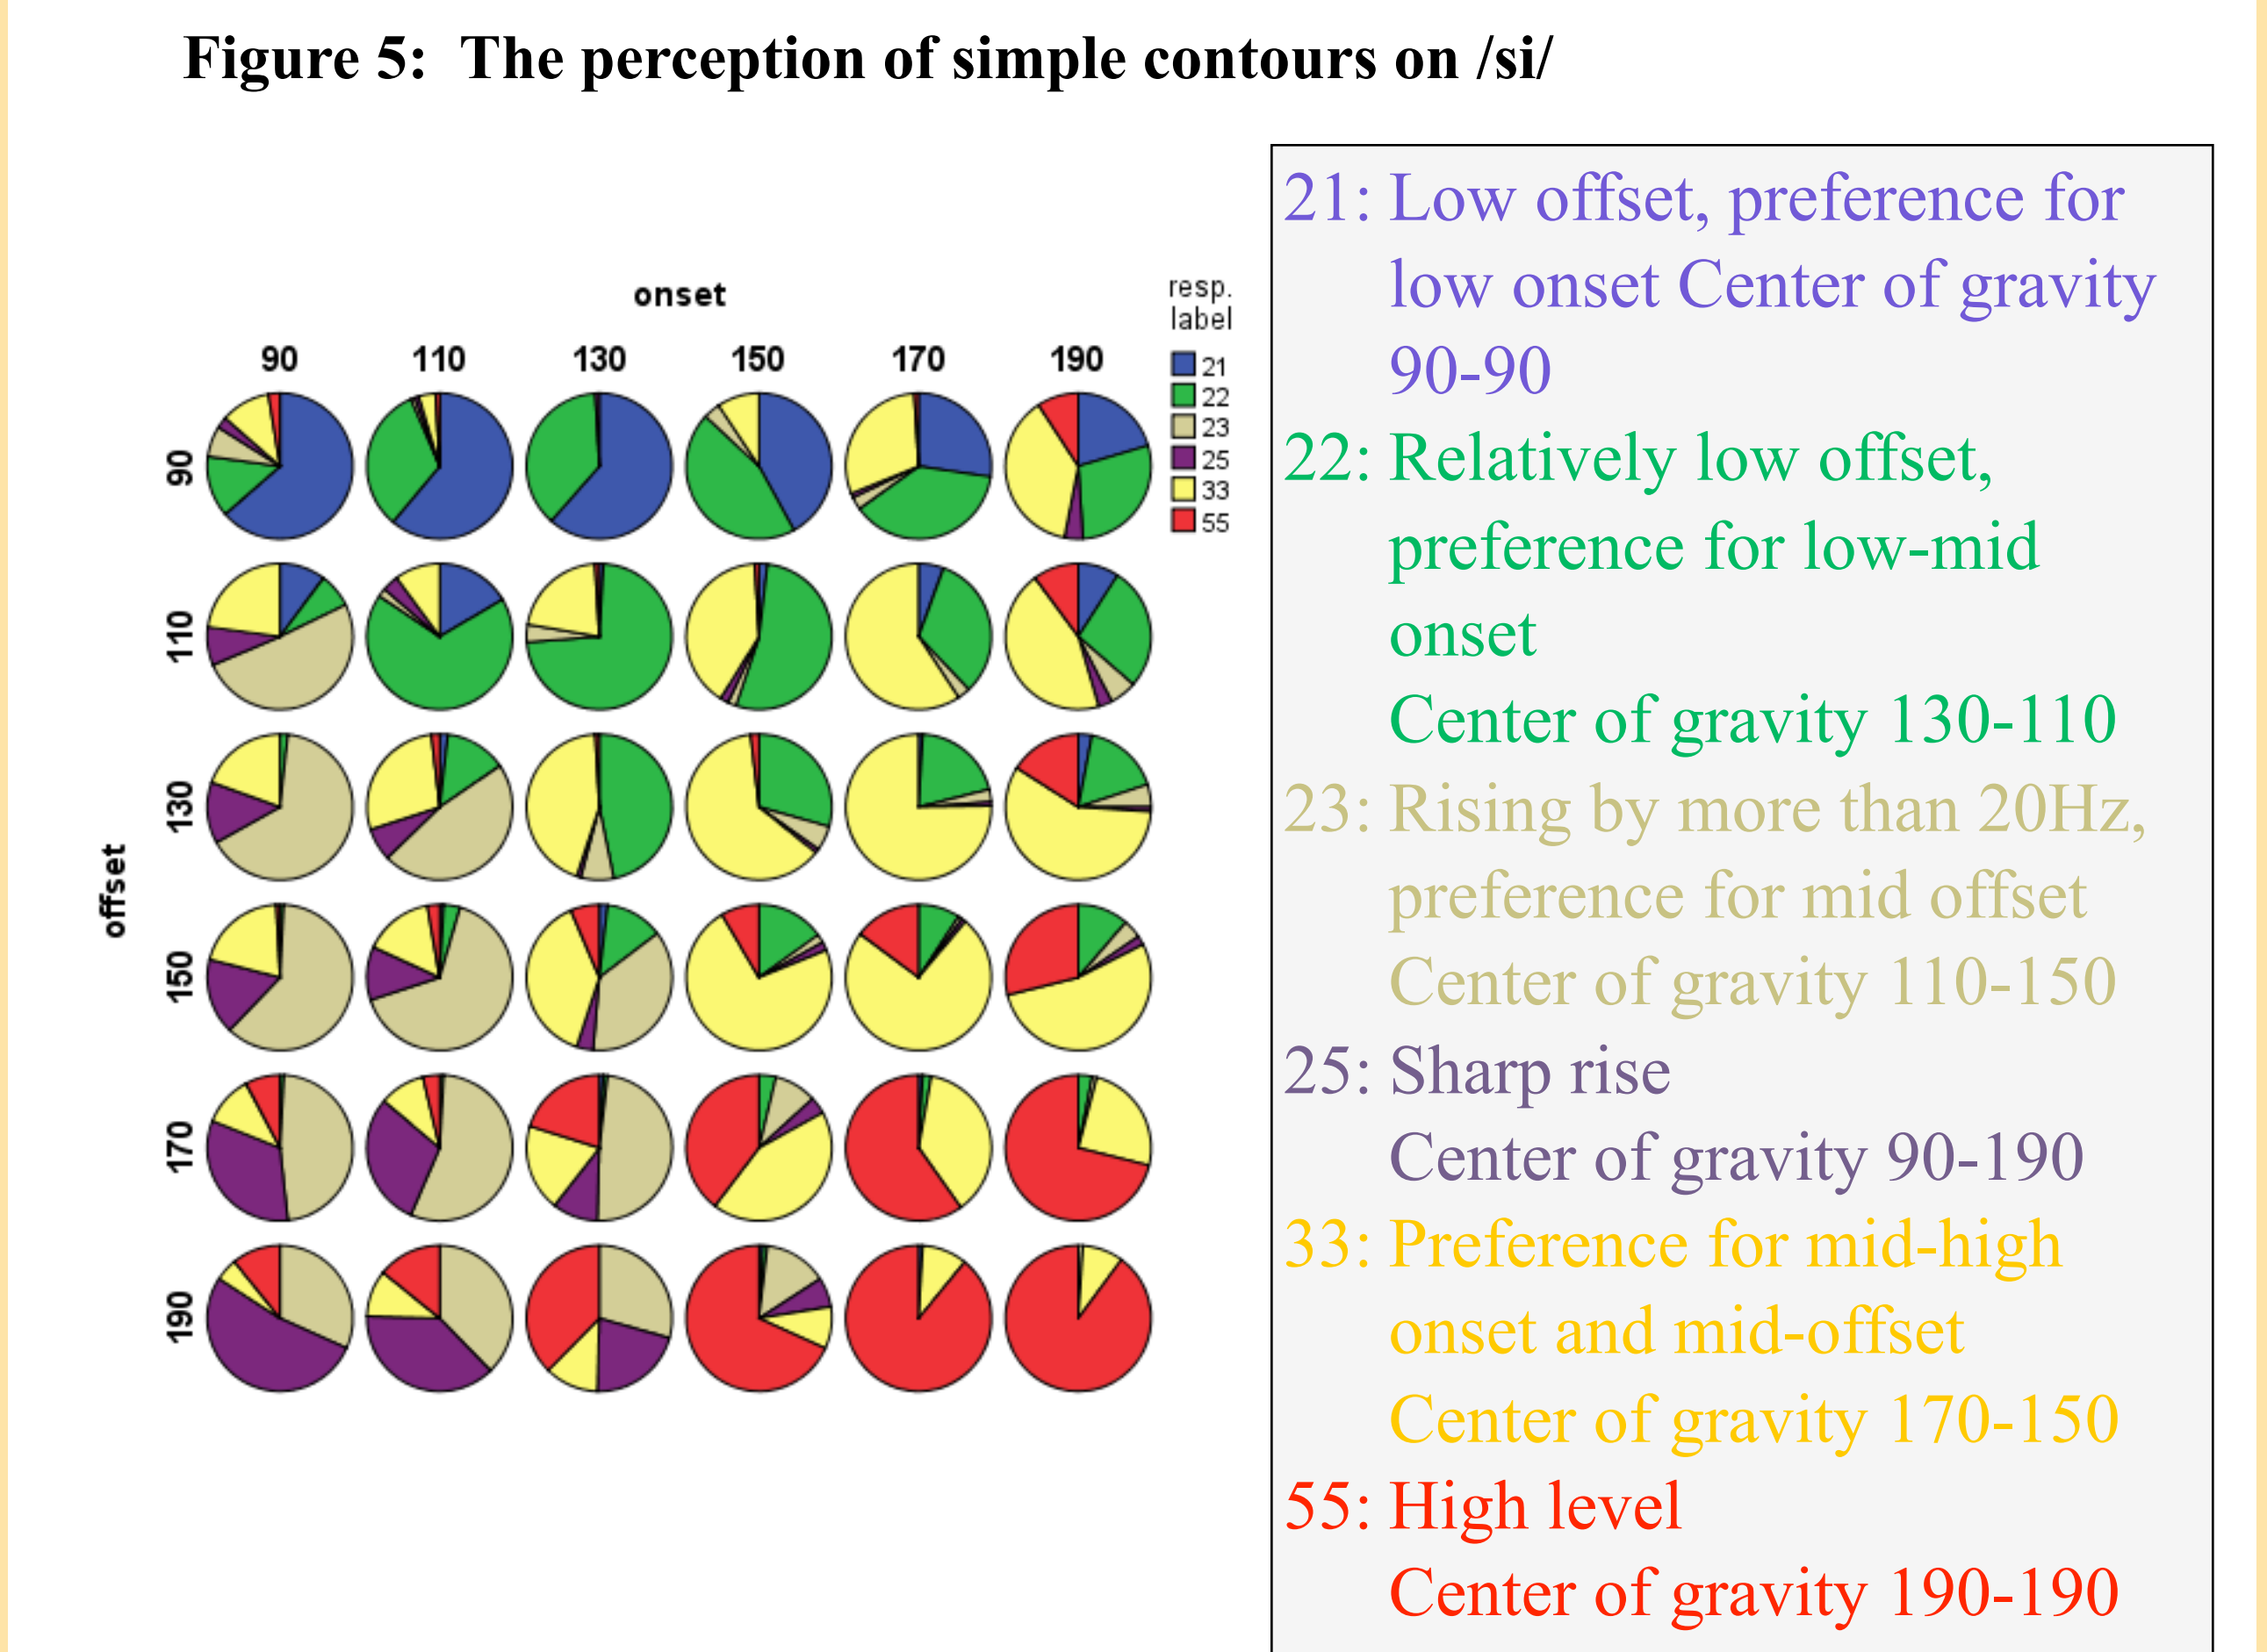 Figure 5: The perception of simple contours on /si/
onset
90 110 130 150 170 190
resp.
label
21
22
23
25
33
55
offset
90
110
130
150
170
190
21: Low offset, preference for
low onset Center of gravity
90-90
22: Relatively low offset,
preference for low-mid
onset
Center of gravity 130-110
23: Rising by more than 20Hz,
preference for mid offset
Center of gravity 110-150
25: Sharp rise
Center of gravity 90-190
33: Preference for mid-high
onset and mid-offset
Center of gravity 170-150
55: High level
Center of gravity 190-190